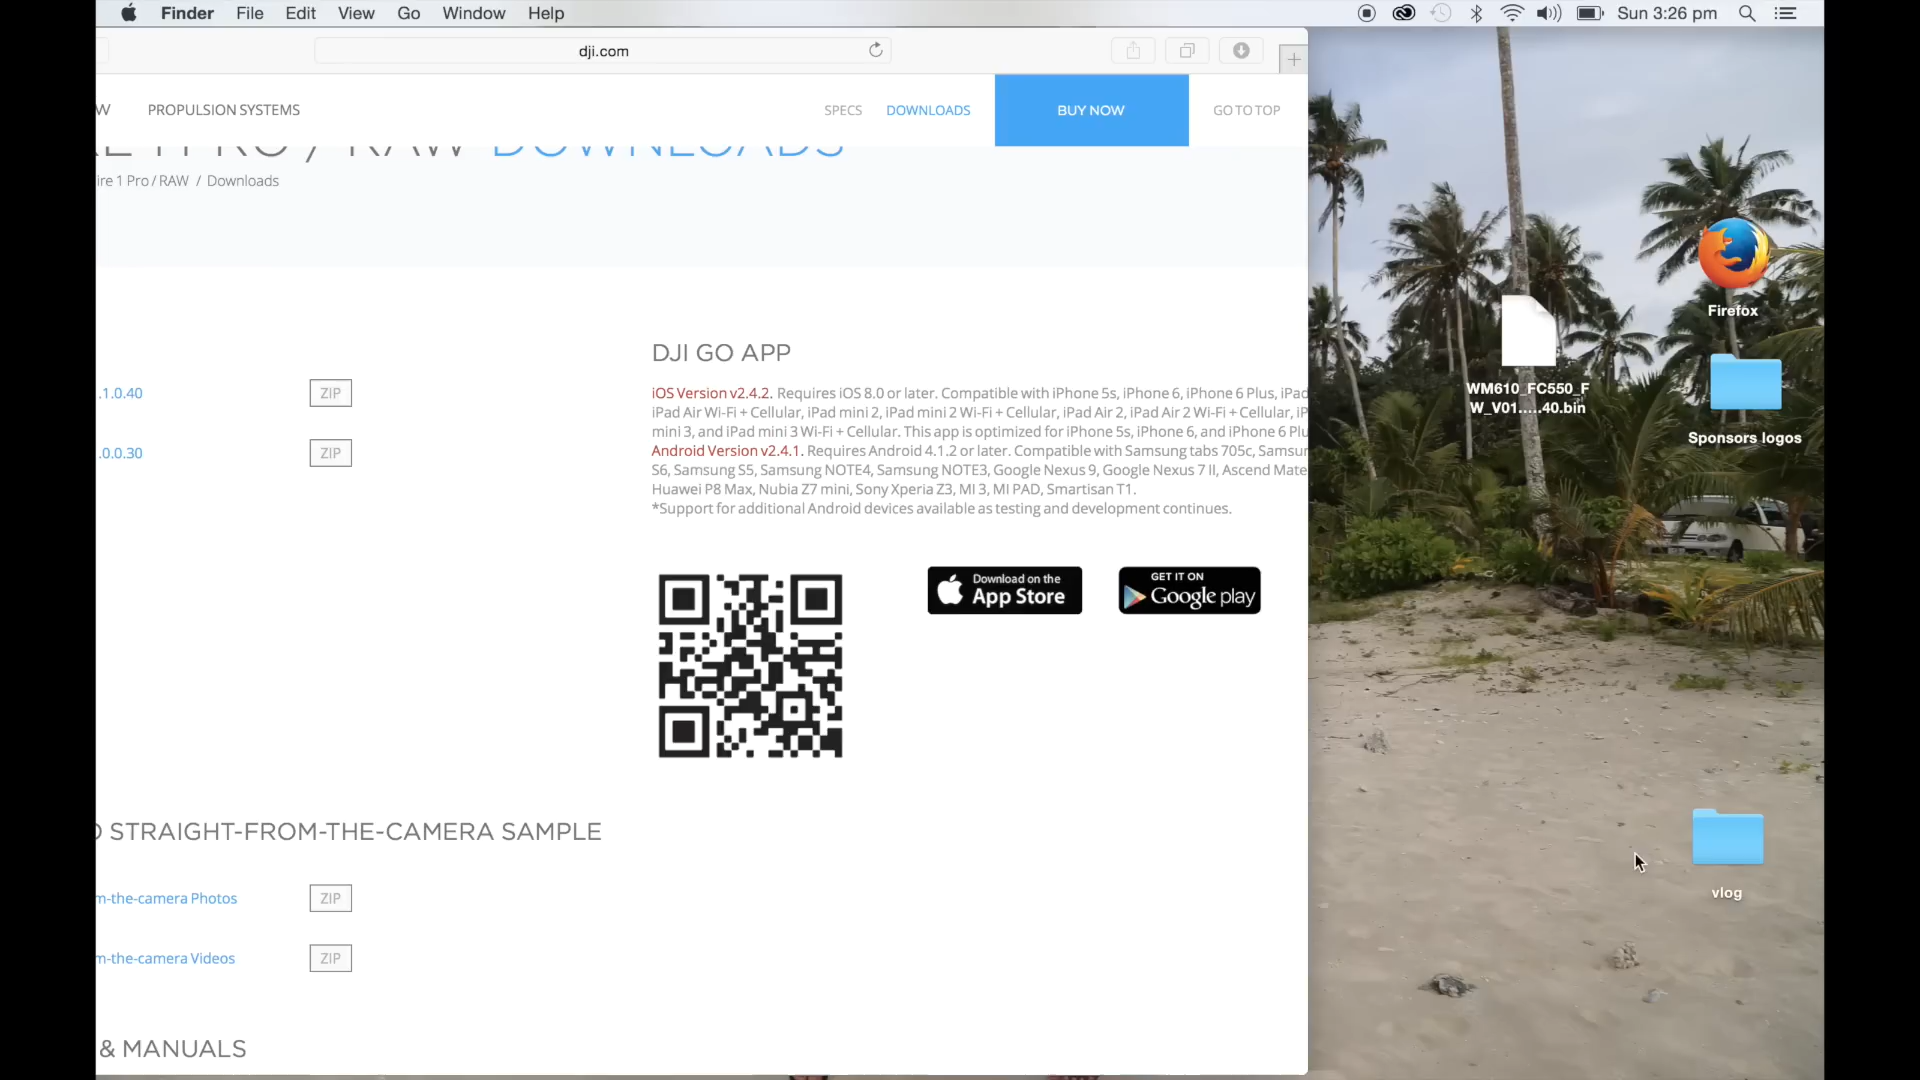 Finder File Edit View Go Window Help
Sun 3:26 pm
dji.com
W PROPULSION SYSTEMS
SPECS DOWNLOADS BUY NOW GO TO TOP
1 PRO / RAW DOWNLOADS
ire 1 Pro / RAW / Downloads
DJI GO APP
.1.0.40 ZIP
.0.0.30 ZIP
iOS Version v2.4.2. Requires iOS 8.0 or later. Compatible with iPhone 5s, iPhone 6, iPhone 6 Plus, iPad
iPad Air Wi-Fi + Cellular, iPad mini 2, iPad mini 2 Wi-Fi + Cellular, iPad Air 2, iPad Air 2 Wi-Fi + Cellular, iP
mini 3, and iPad mini 3 Wi-Fi + Cellular. This app is optimized for iPhone 5s, iPhone 6, and iPhone 6 Plu
Android Version v2.4.1. Requires Android 4.1.2 or later. Compatible with Samsung tabs 705c, Samsun
S6, Samsung S5, Samsung NOTE4, Samsung NOTE3, Google Nexus 9, Google Nexus 7 II, Ascend Mate
Huawei P8 Max, Nubia Z7 mini, Sony Xperia Z3, MI 3, MI PAD, Smartisan T1.
*Support for additional Android devices available as testing and development continues.
Download on the
App Store
GET IT ON
Google play
STRAIGHT-FROM-THE-CAMERA SAMPLE
m-the-camera Photos ZIP
m-the-camera Videos ZIP
& MANUALS
Firefox
WM610_FC550_F
W_V01.....40.bin
Sponsors logos
vlog